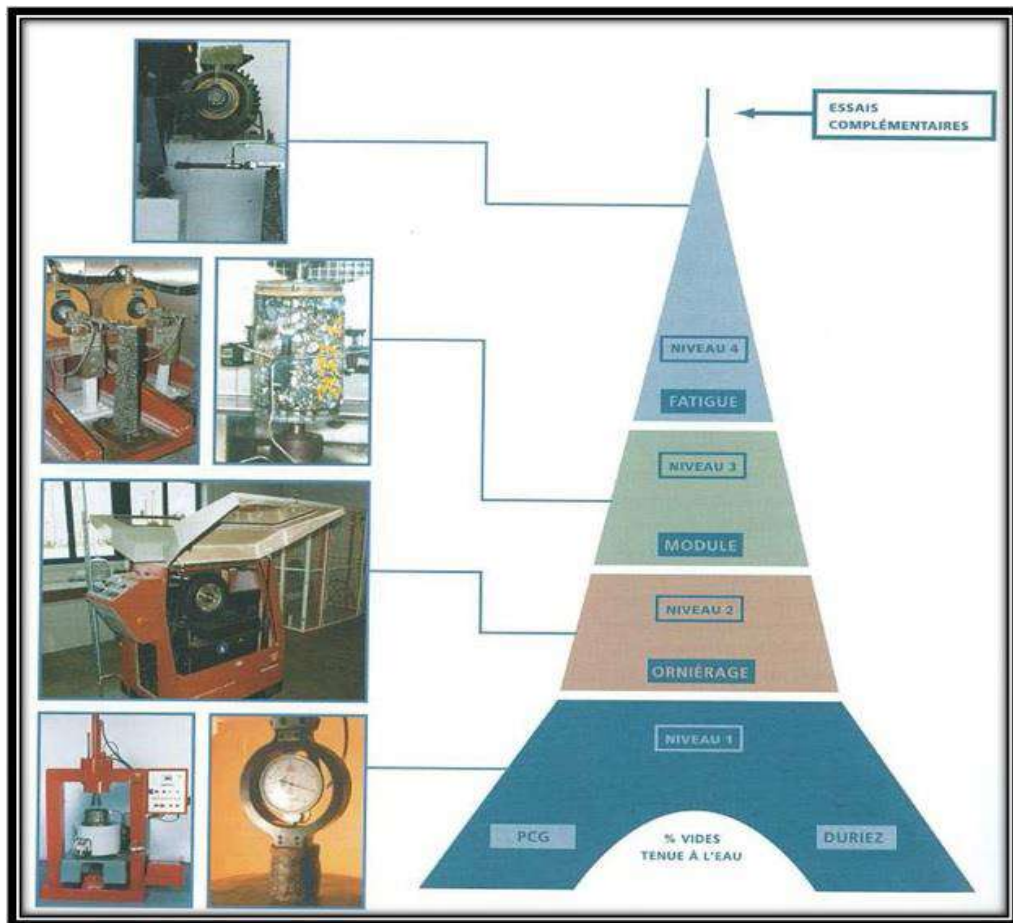 ESSAIS
COMPLÉMENTAIRES
NIVEAU 4
FATIGUE
NIVEAU 3
MODULE
NIVEAU 2
ORNIÉRAGE
NIVEAU 1
PCG
% VIDES
TENUE À L'EAU
DURIEZ